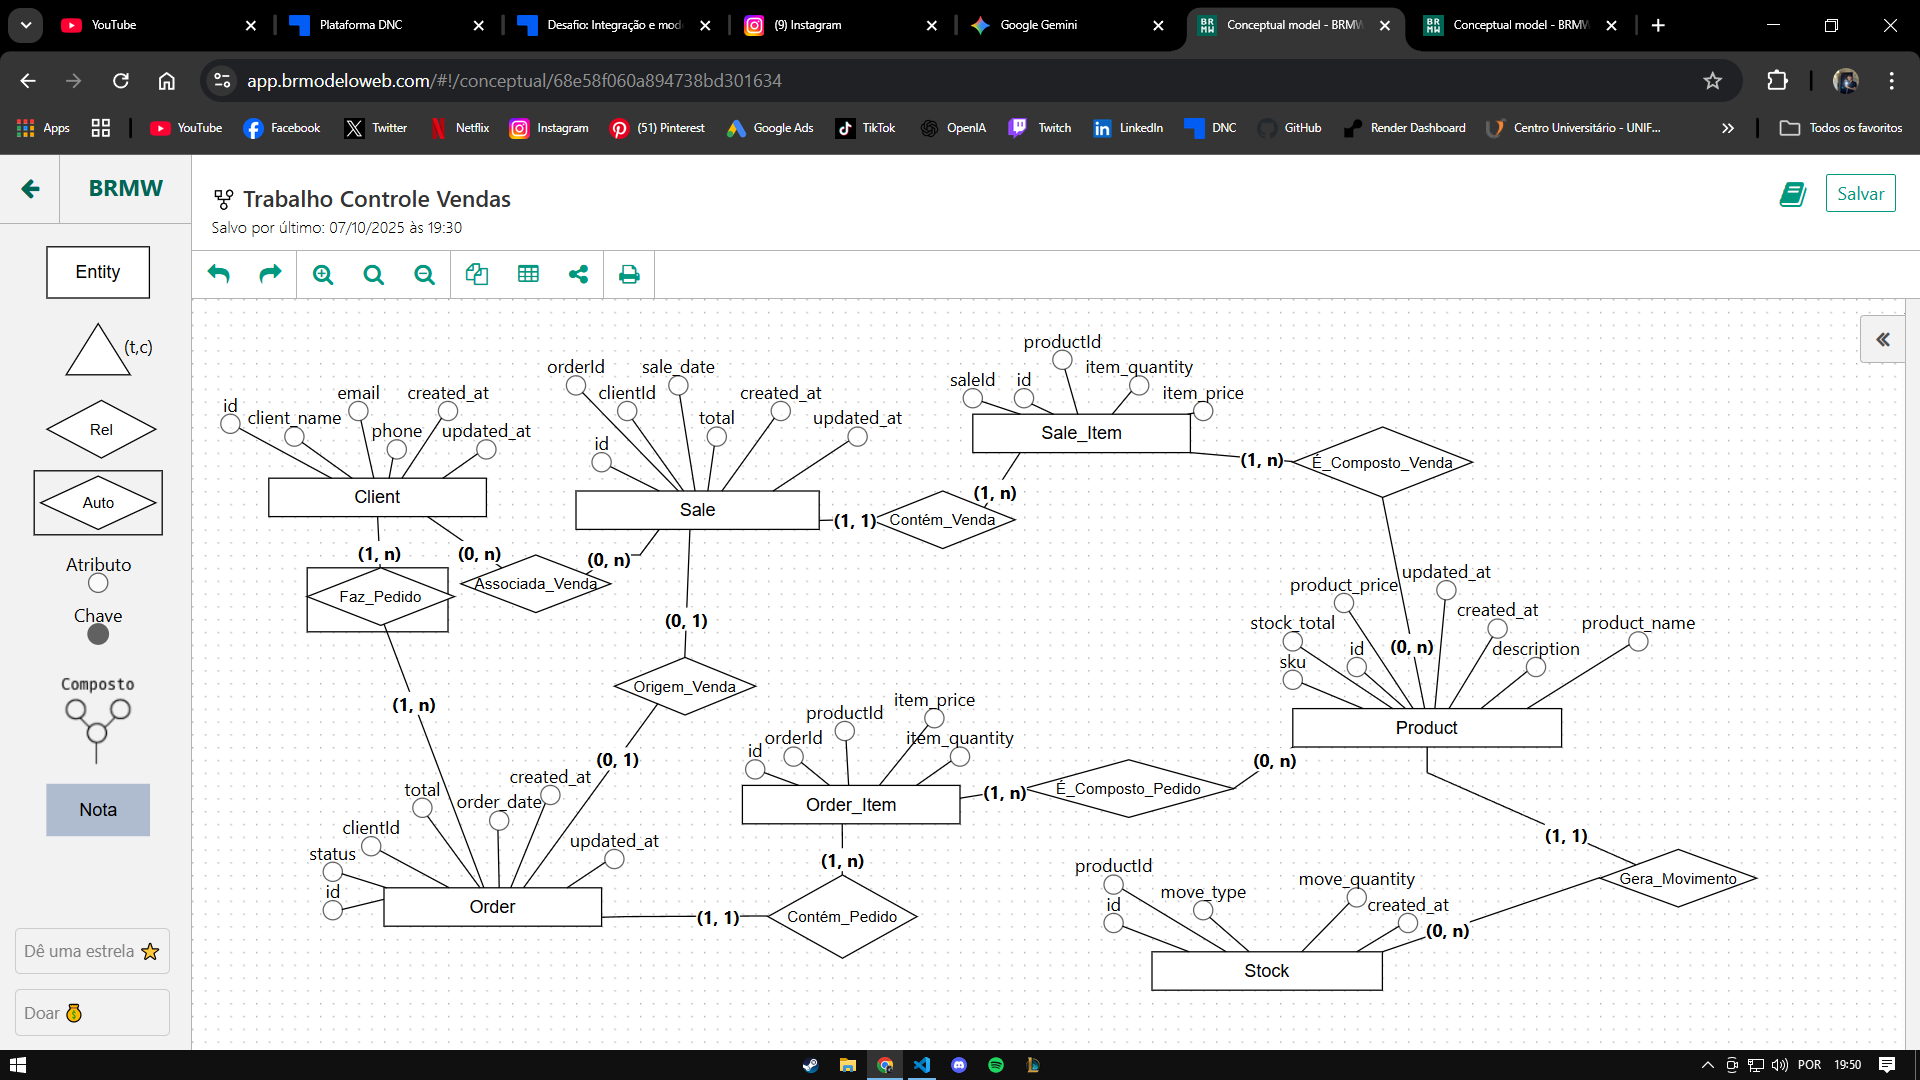 YouTube
Plataforma DNC
Desafio: Integração e mod
(9) Instagram
Google Gemini
Conceptual model - BRMW
Conceptual model - BRMW
app.brmodeloweb.com/#!/conceptual/68e58f060a894738bd301634
Apps
YouTube
Facebook
Twitter
Netflix
Instagram
(51) Pinterest
Google Ads
TikTok
OpenIA
Twitch
LinkedIn
DNC
GitHub
Render Dashboard
Centro Universitário - UNIF...
Todos os favoritos
BRMW
Trabalho Controle Vendas
Salvo por último: 07/10/2025 às 19:30
Salvar
Entity
(t,c)
Rel
Auto
Atributo
Chave
Composto
Nota
Dê uma estrela
Doar
id
client_name
email
phone
created_at
updated_at
Client
orderId
clientId
sale_date
total
created_at
updated_at
id
Sale
saleId
id
productId
item_quantity
item_price
Sale_Item
(1, n)
É_Composto_Venda
(1, n)
(1, 1)
Contém_Venda
(1, n)
(0, n)
(0, n)
Faz_Pedido
Associada_Venda
(0, 1)
Origem_Venda
(0, 1)
(1, n)
stock_total
product_price
updated_at
created_at
product_name
sku
id
(0, n)
description
Product
id
orderId
productId
item_price
item_quantity
Order_Item
(1, n)
É_Composto_Pedido
(0, n)
(1, n)
Contém_Pedido
(1, 1)
id
status
clientId
total
order_date
created_at
updated_at
Order
(1, 1)
Gera_Movimento
(0, n)
productId
id
move_type
move_quantity
created_at
Stock
POR
19:50